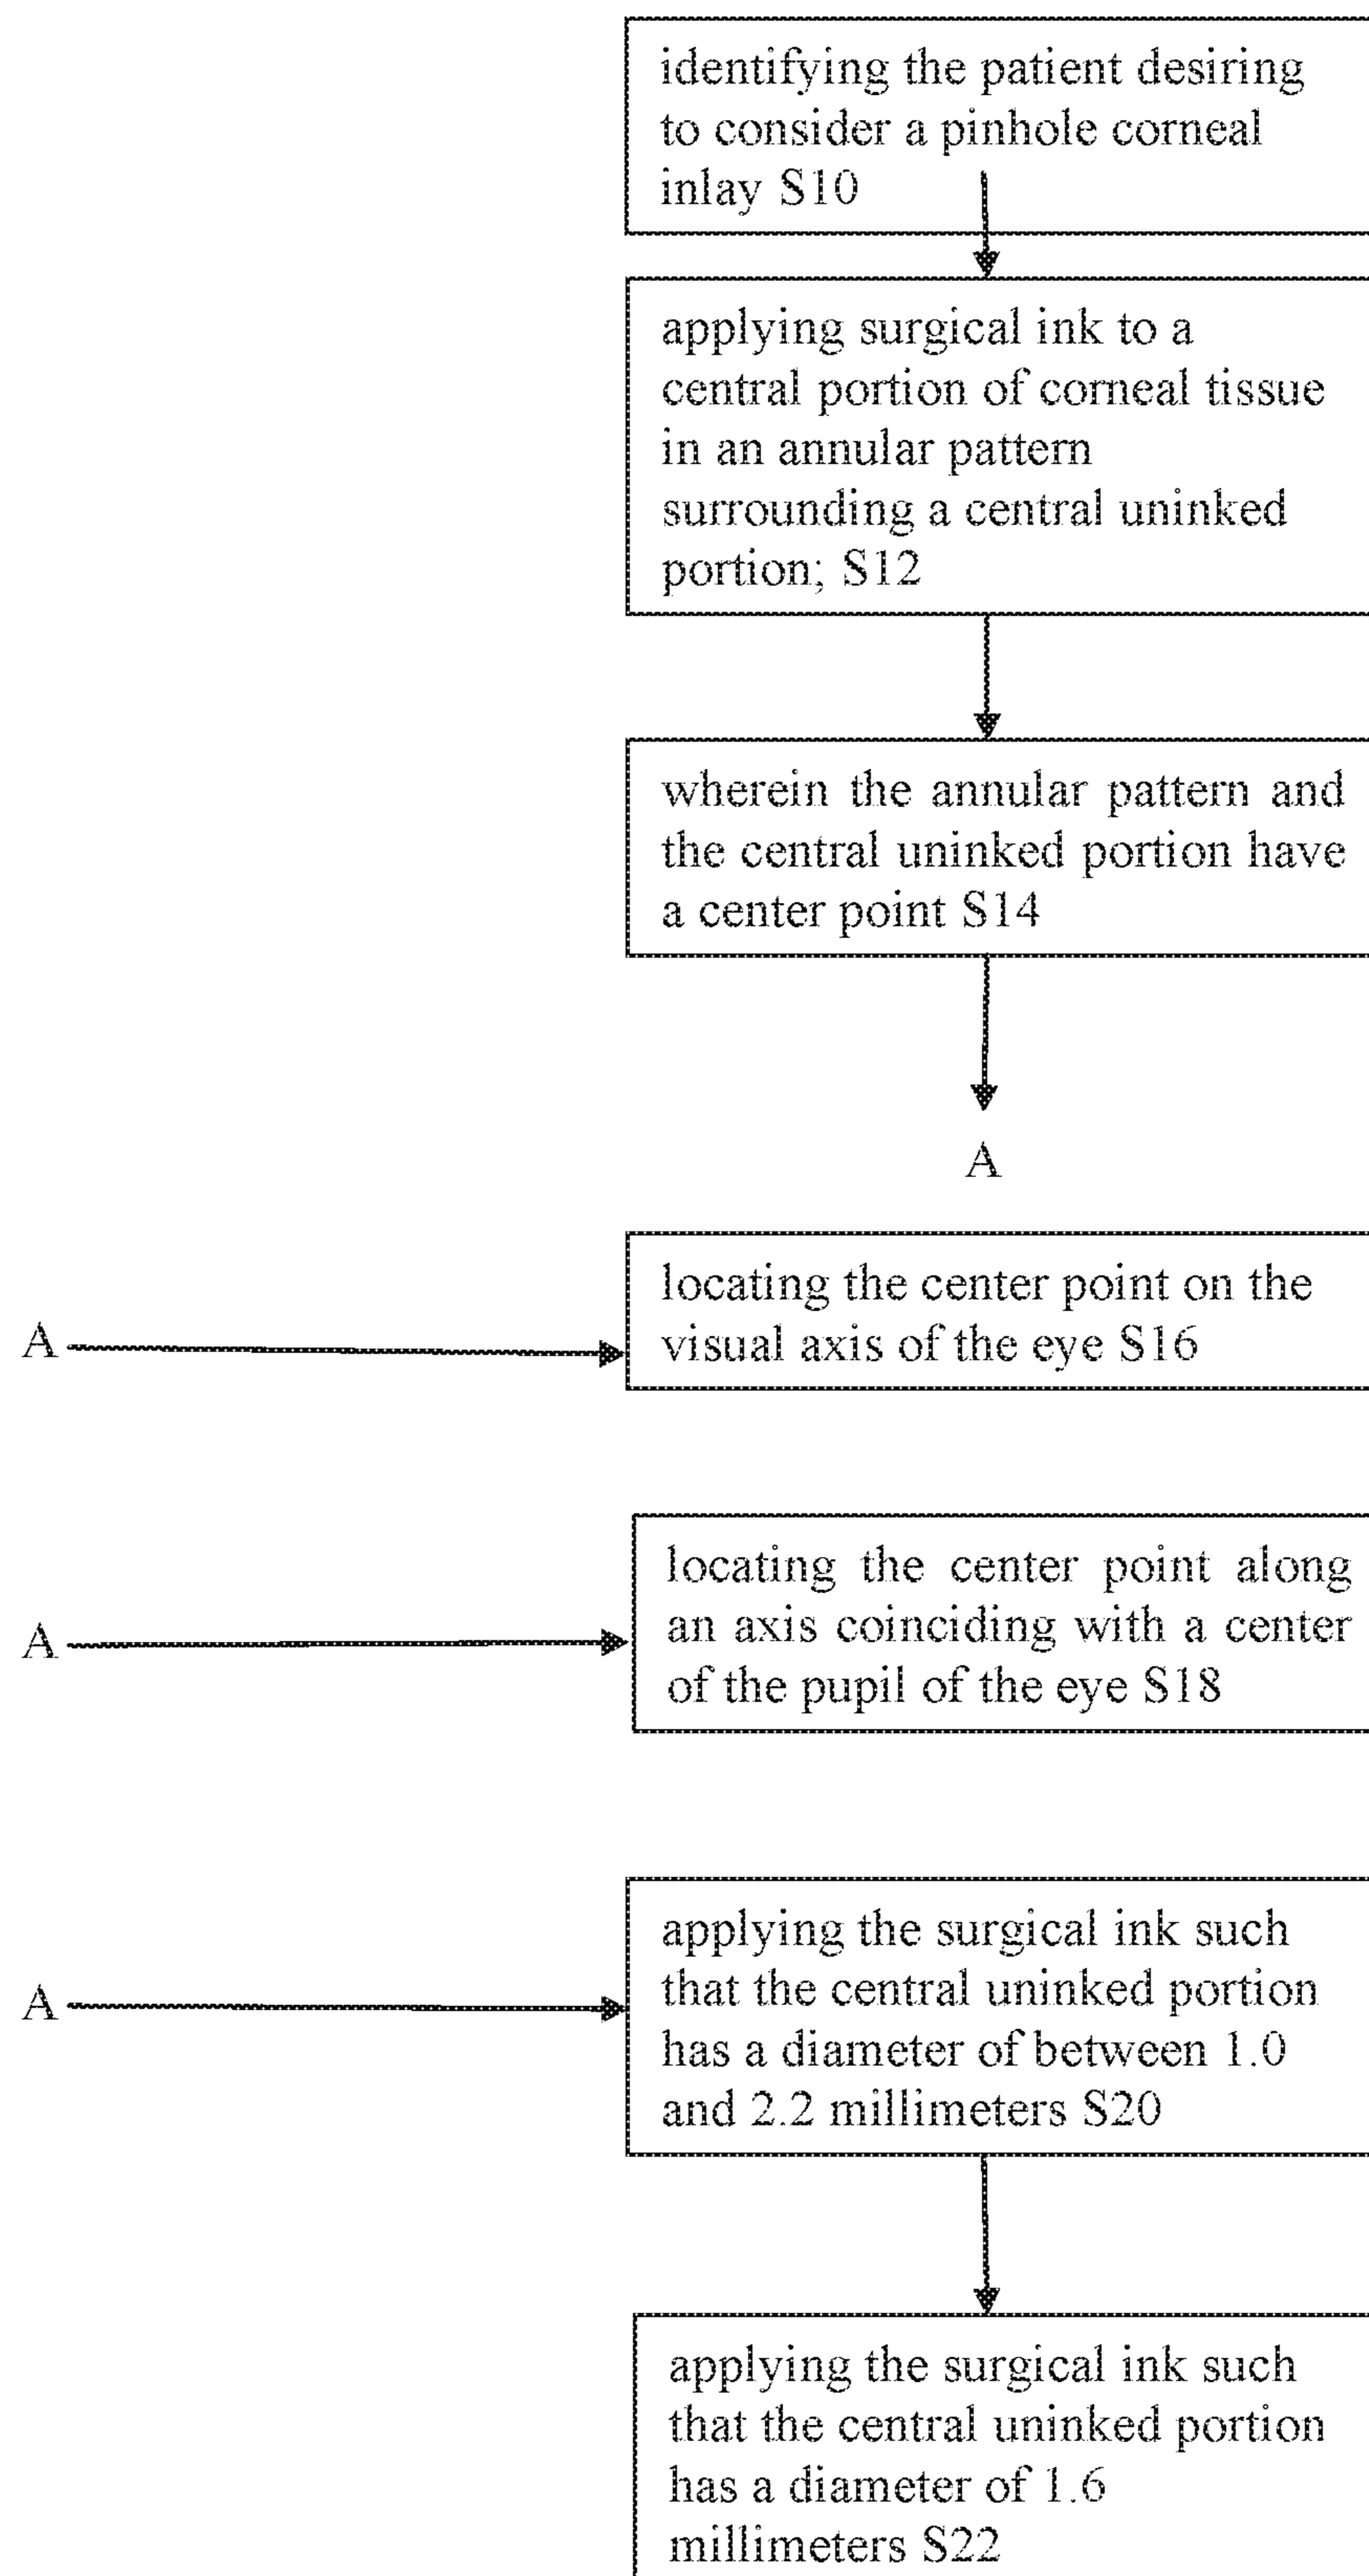 identifying the patient desiring
to consider a pinhole corneal
inlay S10
applying surgical ink to a
central portion of corneal tissue
in an annular pattern
surrounding a central uninked
portion; S12
wherein the annular pattern and
the central uninked portion have
a center point S14
A
locating the center point on the
A
visual axis of the eye S16
locating the center point along
A
an axis coinciding with a center
of the pupil of the eye S18
applying the surgical ink such
A
that the central uninked portion
has a diameter of between 1.0
and 2.2 millimeters S20
applying the surgical ink such
that the central uninked portion
has a diameter of 1.6
millimeters S22